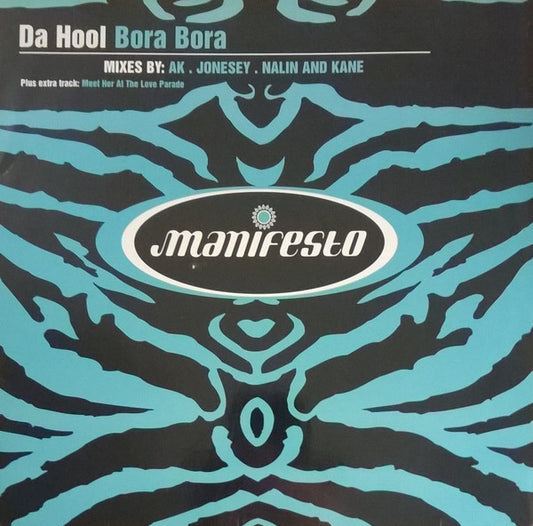 Da Hool Bora Bora
MIXES BY: AK . JONESEY . NALIN AND KANE
Plus extra track: Meet Her At The Love Parade
manifesto